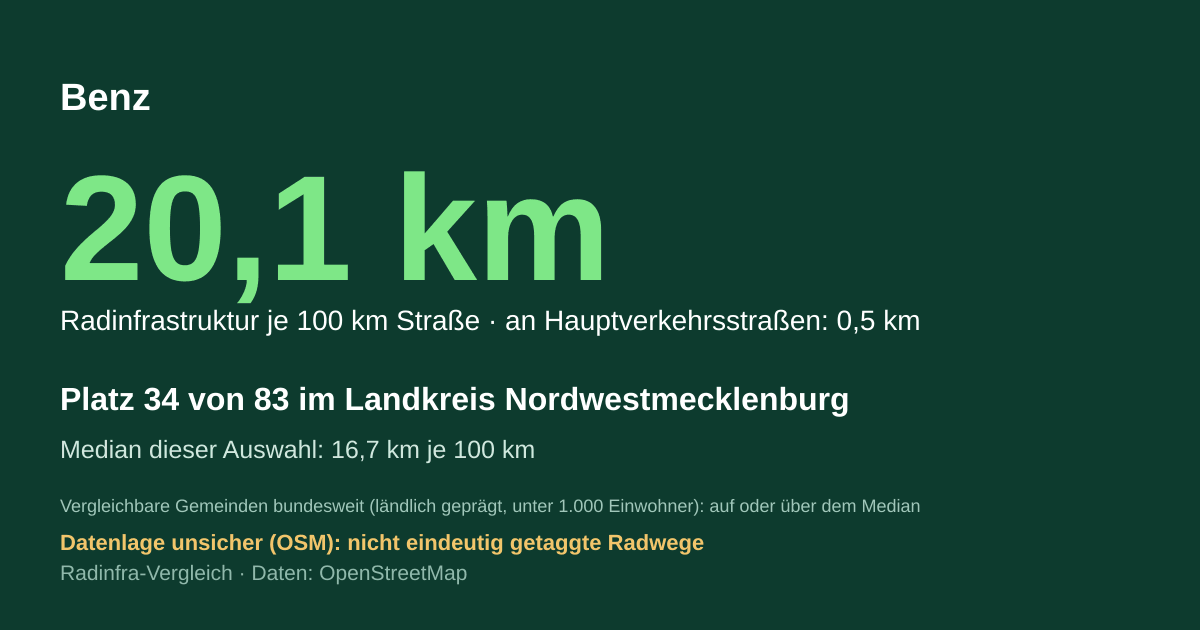 Benz
20,1 km
Radinfrastruktur je 100 km Straße · an Hauptverkehrsstraßen: 0,5 km
Platz 34 von 83 im Landkreis Nordwestmecklenburg
Median dieser Auswahl: 16,7 km je 100 km
Vergleichbare Gemeinden bundesweit (ländlich geprägt, unter 1.000 Einwohner): auf oder über dem Median
Datenlage unsicher (OSM): nicht eindeutig getaggte Radwege
Radinfra-Vergleich · Daten: OpenStreetMap